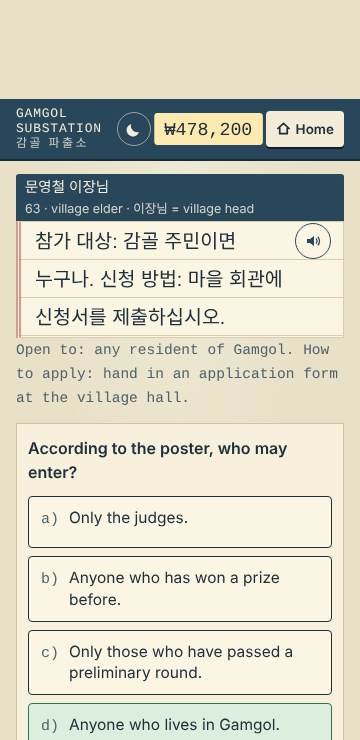 GAMGOL
SUBSTATION
감골 파출소
₩478,200
Home
문영철 이장님
63 · village elder · 이장님 = village head
참가 대상: 감골 주민이면
누구나. 신청 방법: 마을 회관에
신청서를 제출하십시오.
Open to: any resident of Gamgol. How
to apply: hand in an application form
at the village hall.
According to the poster, who may
enter?
a) Only the judges.
b) Anyone who has won a prize
before.
c) Only those who have passed a
preliminary round.
d) Anyone who lives in Gamgol.